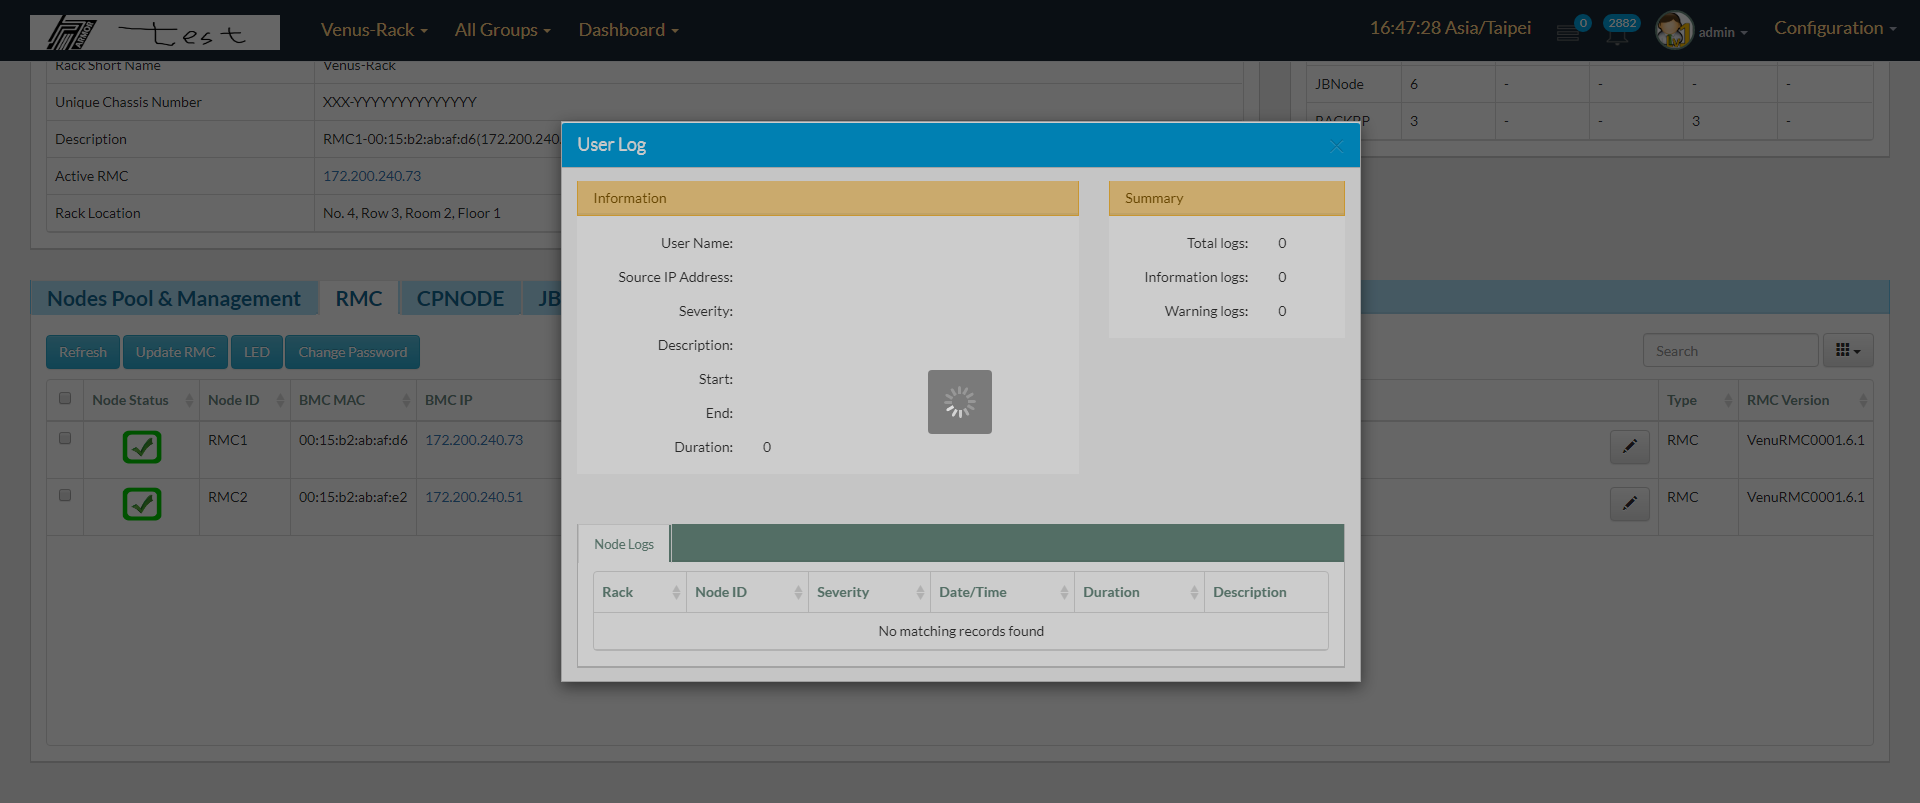 ARMOR test
Venus-Rack
All Groups
Dashboard
16:47:28 Asia/Taipei
0
2882
admin
Configuration
Rack Short Name
Venus-Rack
Unique Chassis Number
XXX-YYYYYYYYYYYYYY
Description
RMC1-00:15:b2:ab:af:d6(172.200.240.
Active RMC
172.200.240.73
Rack Location
No. 4, Row 3, Room 2, Floor 1
JBNode 6 - - - -
RACKBP 3 - - 3 -
Nodes Pool & Management
RMC
CPNODE
JB
Refresh
Update RMC
LED
Change Password
Search
Node Status Node ID BMC MAC BMC IP Type RMC Version
RMC1 00:15:b2:ab:af:d6 172.200.240.73 RMC VenuRMC0001.6.1
RMC2 00:15:b2:ab:af:e2 172.200.240.51 RMC VenuRMC0001.6.1
User Log
Information
User Name:
Source IP Address:
Severity:
Description:
Start:
End:
Duration: 0
Summary
Total logs: 0
Information logs: 0
Warning logs: 0
Node Logs
Rack Node ID Severity Date/Time Duration Description
No matching records found